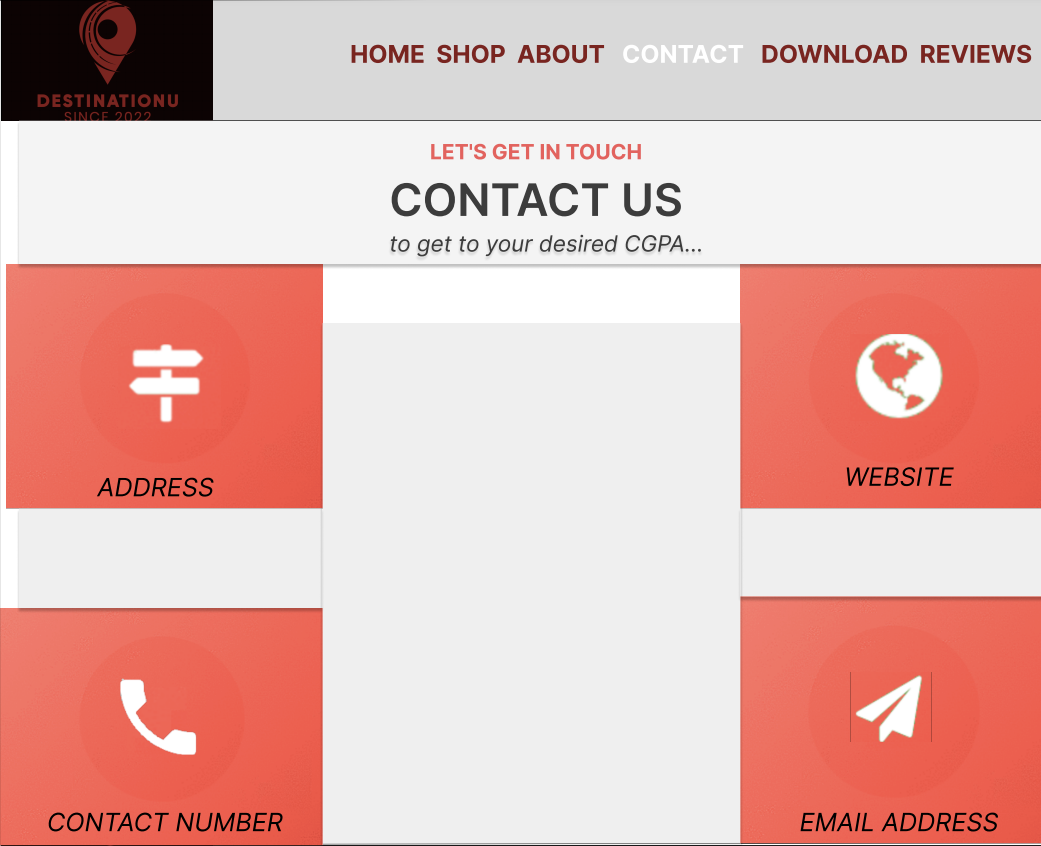 DESTINATIONU
SINCE 2022
HOME SHOP ABOUT CONTACT DOWNLOAD REVIEWS
LET'S GET IN TOUCH
CONTACT US
to get to your desired CGPA...
ADDRESS
WEBSITE
CONTACT NUMBER
EMAIL ADDRESS